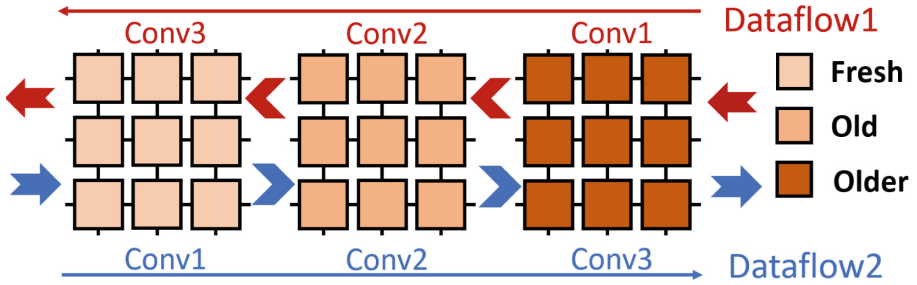 Dataflow1
Conv3 Conv2 Conv1
Fresh
Old
Older
Conv1 Conv2 Conv3
Dataflow2